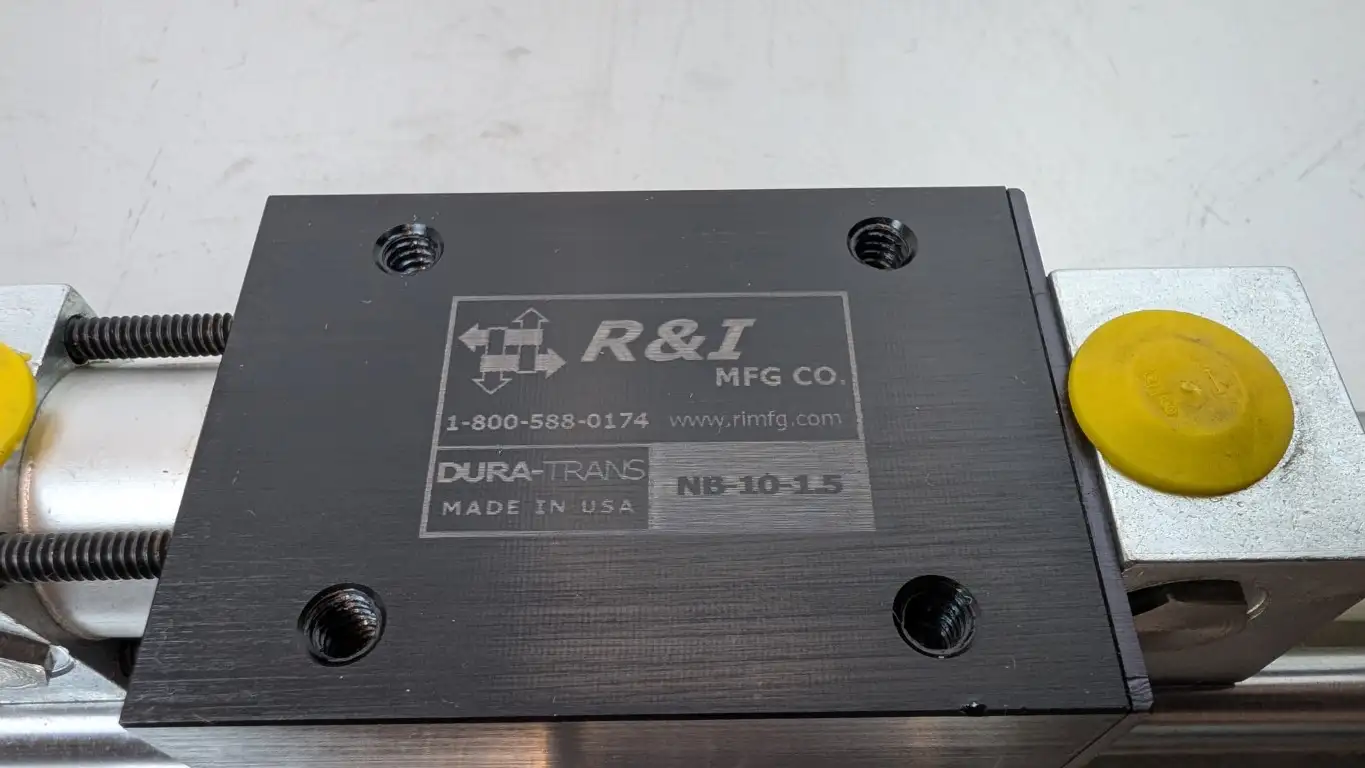 R&I
MFG CO.
1-800-588-0174 www.rimfg.com
DURA-TRANS
NB-10-1.5
MADE IN USA